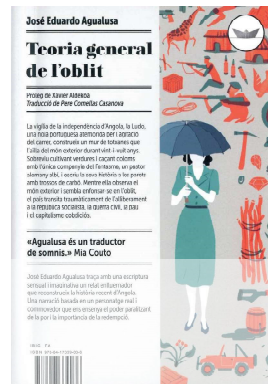 José Eduardo Agualusa
Teoria general
de l'oblit
Pròleg de Xavier Aldekoa
Traducció de Pere Comellas Casanova
La vigília de la independència d'Angola, la Ludo,
una noia portuguesa atemorida per l'agitació
del carrer, construeix un mur de totxanes que
l'aïlla del món exterior durant vint-i-vuit anys.
Sobreviu cultivant verdures i caçant coloms
amb l'única companyia del Fantasma, un pastor
alemany albí, i escriu la seva història a les parets
amb trossos de carbó. Mentre ella observa el
món exterior i sembla enfonsar-se en l'oblit,
el país transita traumàticament de l'alliberament
a la república socialista, la guerra civil, la pau
i el capitalisme cobdiciós.
«Agualusa és un traductor
de somnis.» Mia Couto
José Eduardo Agualusa traça amb una escriptura
sensual i imaginativa un relat enlluernador
que reconstrueix la història recent d'Angola.
Una narració basada en un personatge real i
commovedor que ens ensenya el poder paralitzant
de la por i la importància de la redempció.